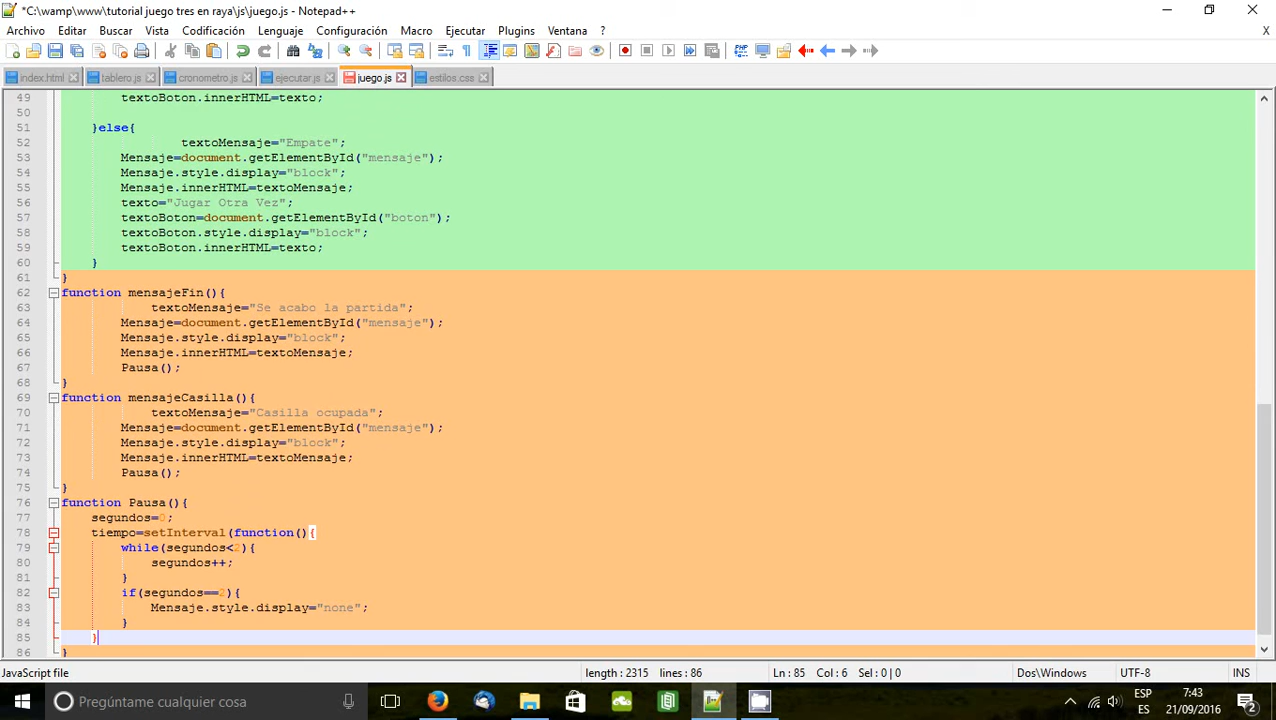 *C:\wamp\www\tutorial juego tres en raya\js\juego.js - Notepad++
Archivo Editar Buscar Vista Codificación Lenguaje Configuración Macro Ejecutar Plugins Ventana ? X
index.html tablero.js cronometro.js ejecutar.js juego.js estilos.css
49 textoBoton.innerHTML=texto;
50
51 }else{
52 textoMensaje="Empate";
53 Mensaje=document.getElementById("mensaje");
54 Mensaje.style.display="block";
55 Mensaje.innerHTML=textoMensaje;
56 texto="Jugar Otra Vez";
57 textoBoton=document.getElementById("boton");
58 textoBoton.style.display="block";
59 textoBoton.innerHTML=texto;
60 }
61 }
62 function mensajeFin(){
63 textoMensaje="Se acabo la partida";
64 Mensaje=document.getElementById("mensaje");
65 Mensaje.style.display="block";
66 Mensaje.innerHTML=textoMensaje;
67 Pausa();
68 }
69 function mensajeCasilla(){
70 textoMensaje="Casilla ocupada";
71 Mensaje=document.getElementById("mensaje");
72 Mensaje.style.display="block";
73 Mensaje.innerHTML=textoMensaje;
74 Pausa();
75 }
76 function Pausa(){
77 segundos=0;
78 tiempo=setInterval(function(){
79 while(segundos<2){
80 segundos++;
81 }
82 if(segundos==2){
83 Mensaje.style.display="none";
84 }
85 }
86 }
JavaScript file length : 2315 lines : 86 Ln : 85 Col : 6 Sel : 0 | 0 Dos\Windows UTF-8 INS
Pregúntame cualquier cosa ESP 7:43
ES 21/09/2016 2